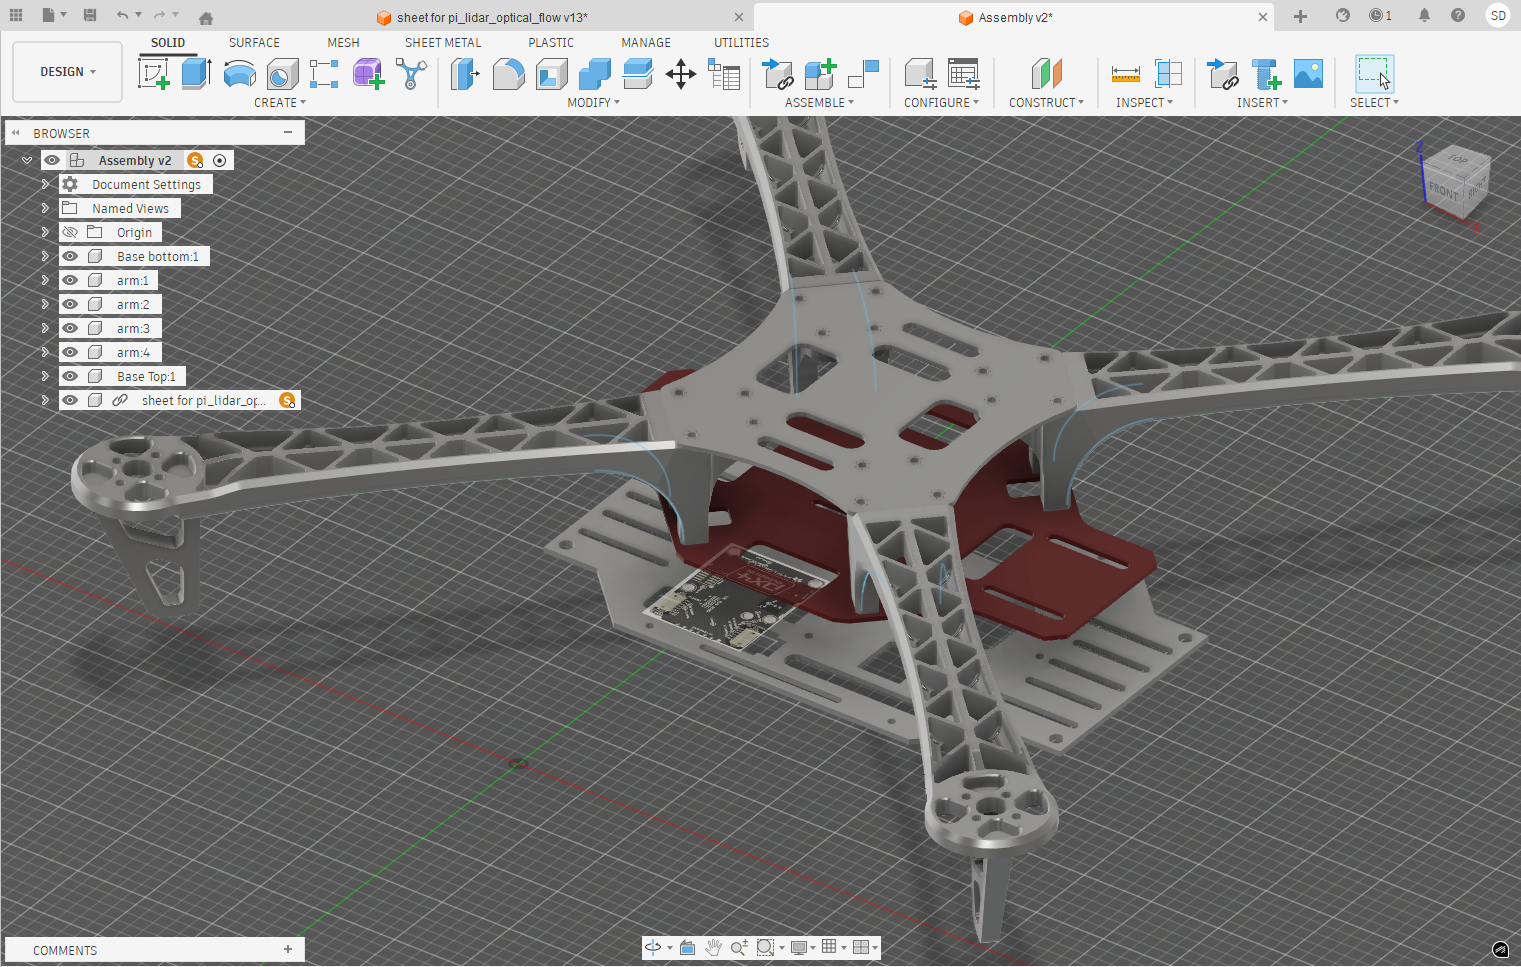 sheet for pi_lidar_optical_flow v13*
Assembly v2*
1
SD
DESIGN
SOLID
SURFACE
MESH
SHEET METAL
PLASTIC
MANAGE
UTILITIES
CREATE
MODIFY
ASSEMBLE
CONFIGURE
CONSTRUCT
INSPECT
INSERT
SELECT
BROWSER
Assembly v2
S
Document Settings
Named Views
Origin
Base bottom:1
arm:1
arm:2
arm:3
arm:4
Base Top:1
sheet for pi_lidar_op...
S
Z
TOP
FRONT
RIGHT
X
PX4
COMMENTS